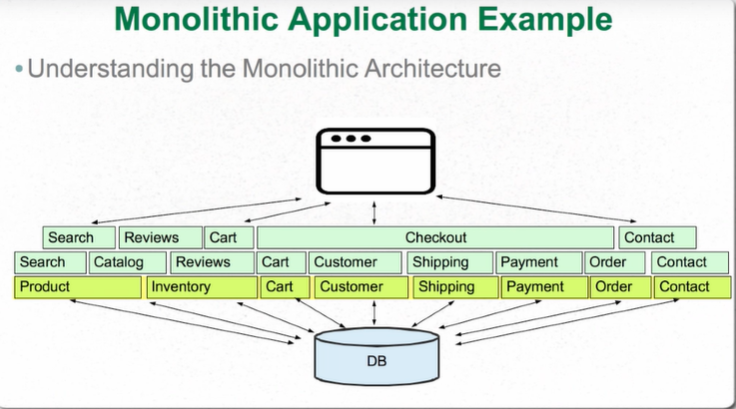 Monolithic Application Example
• Understanding the Monolithic Architecture
Search Reviews Cart Checkout Contact
Search Catalog Reviews Cart Customer Shipping Payment Order Contact
Product Inventory Cart Customer Shipping Payment Order Contact
DB